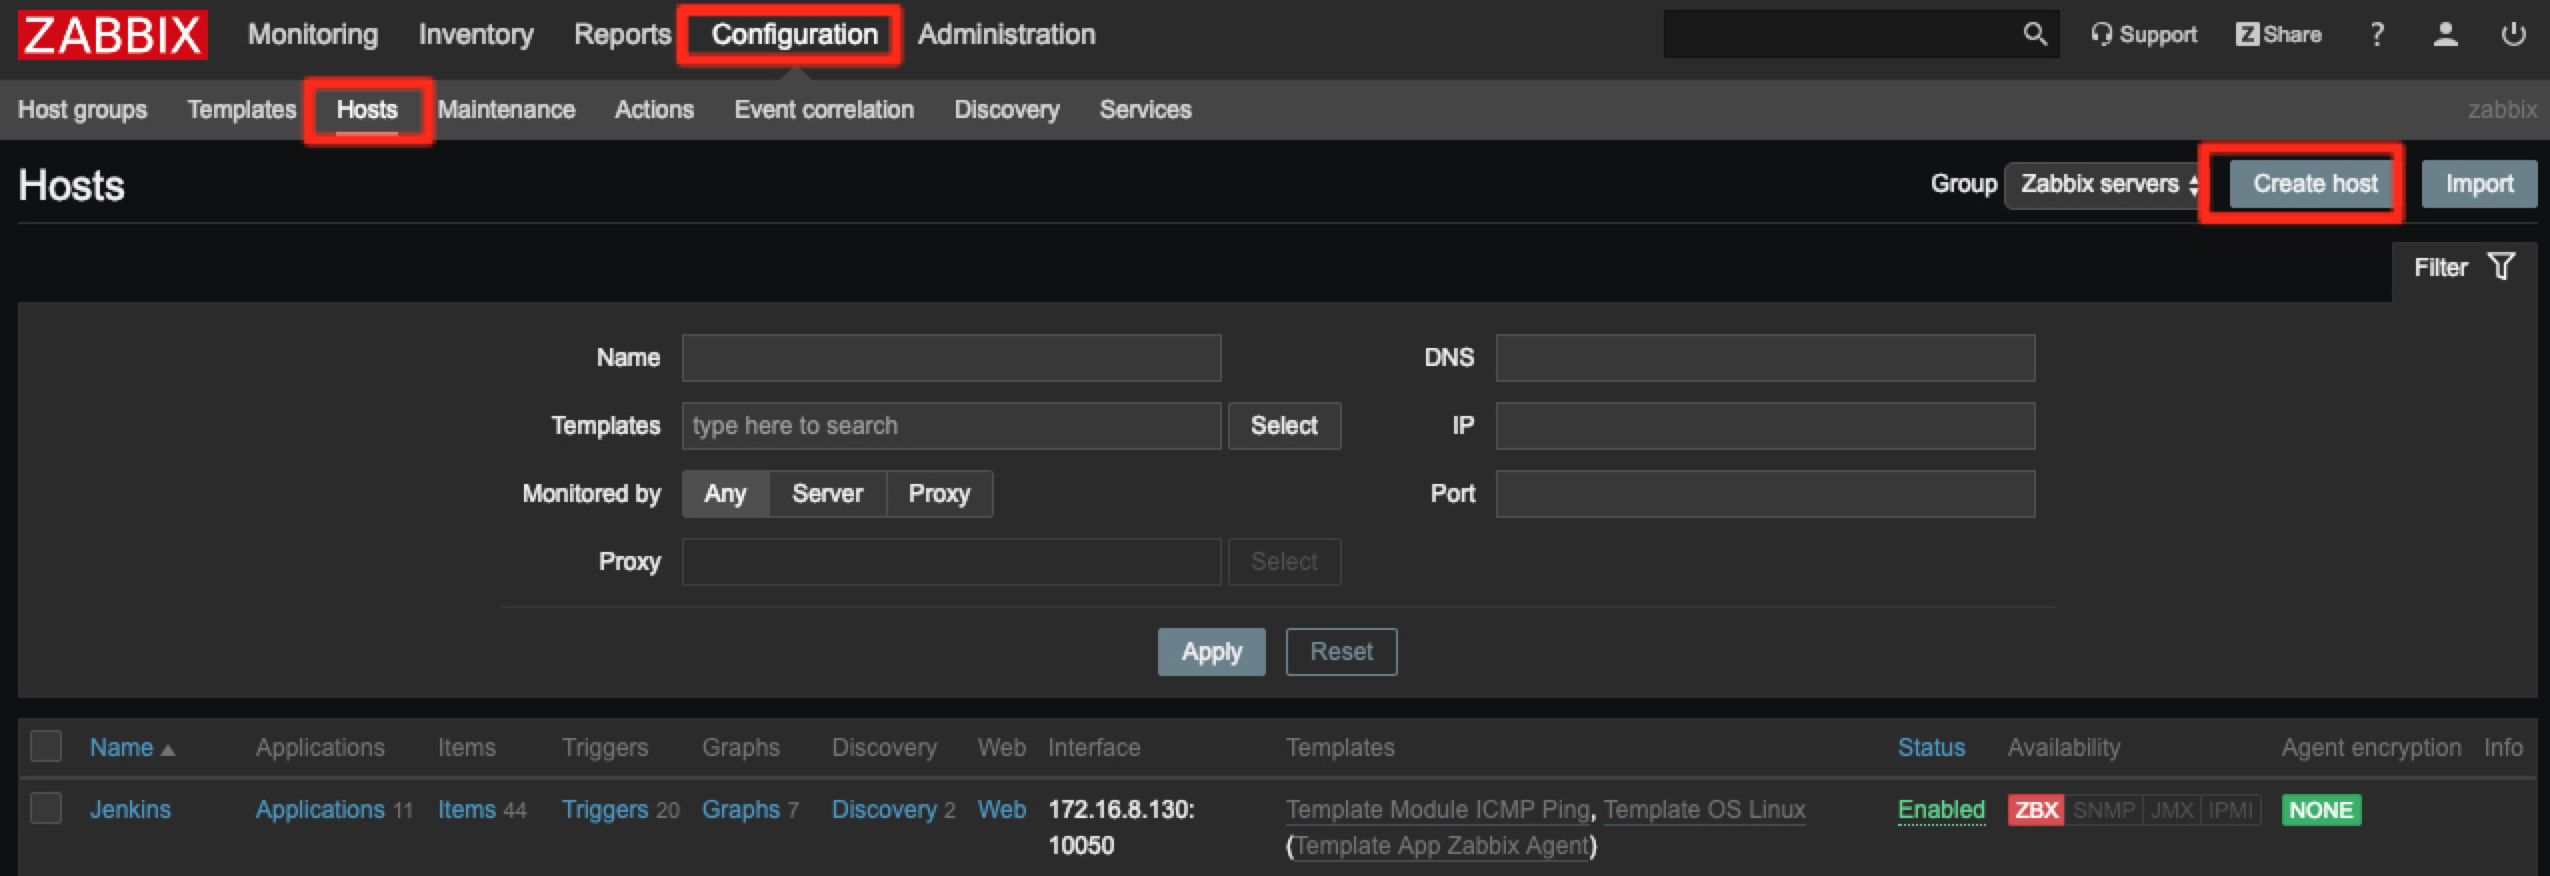 ZABBIX Monitoring Inventory Reports Configuration Administration Support Z Share ?
Host groups Templates Hosts Maintenance Actions Event correlation Discovery Services zabbix
Hosts Group Zabbix servers Create host Import
Filter
Name DNS
Templates type here to search Select IP
Monitored by Any Server Proxy Port
Proxy Select
Apply Reset
Name Applications Items Triggers Graphs Discovery Web Interface Templates Status Availability Agent encryption Info
Jenkins Applications 11 Items 44 Triggers 20 Graphs 7 Discovery 2 Web 172.16.8.130: Template Module ICMP Ping, Template OS Linux Enabled ZBX SNMP JMX IPMI NONE
10050 (Template App Zabbix Agent)